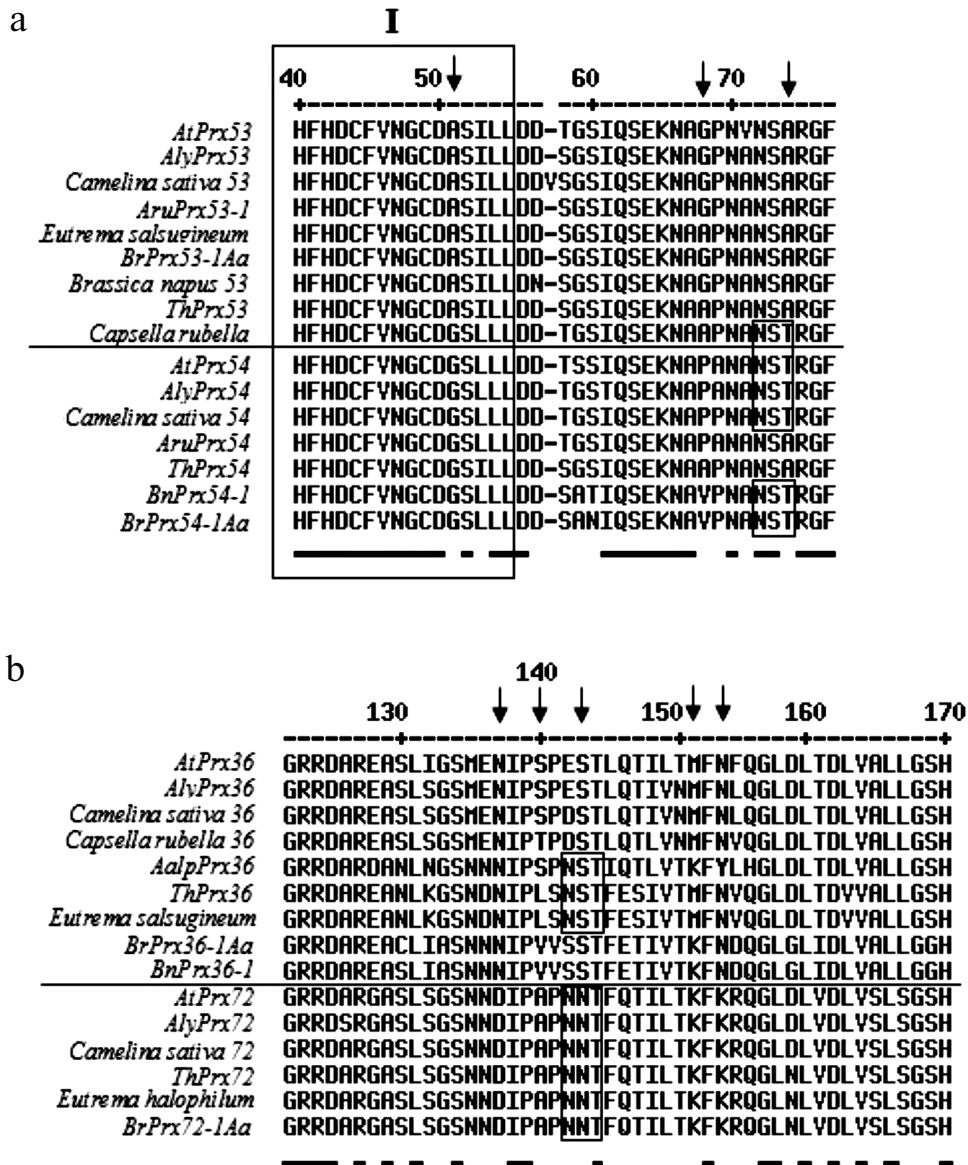 a
I
40 50 60 70
AtPrx53 HFHDCFVNGCDASILLDD-TGSIQSEKNAGPNVNSARGF
AlyPrx53 HFHDCFVNGCDASILLDD-SGSIQSEKNAGPNANSARGF
Camelina sativa 53 HFHDCFVNGCDASILLDDVSGSIQSEKNAGPNANSARGF
AruPrx53-1 HFHDCFVNGCDASILLDD-SGSIQSEKNAGPNANSARGF
Eutrema salsugineum HFHDCFVNGCDASILLDD-SGSIQSEKNAAPNANSARGF
BrPrx53-1Aa HFHDCFVNGCDASILLDD-SGSIQSEKNAGPNANSARGF
Brassica napus 53 HFHDCFVNGCDASILLDN-SGSIQSEKNAGPNANSARGF
ThPrx53 HFHDCFVNGCDASILLDD-SGSIQSEKNAAPNANSARGF
Capsella rubella HFHDCFVNGCDGSLLLDD-TGSIQSEKNAAPNANSTRGF
AtPrx54 HFHDCFVNGCDGSLLLDD-TSSIQSEKNAPANANSTRGF
AlyPrx54 HFHDCFVNGCDGSLLLDD-TGSIQSEKNAPANANSTRGF
Camelina sativa 54 HFHDCFVNGCDGSLLLDD-TGSIQSEKNAPPNANSTRGF
AruPrx54 HFHDCFVNGCDGSLLLDD-TGSIQSEKNAPANANSARGF
ThPrx54 HFHDCFVNGCDGSILLDD-SGSIQSEKNAAPNANSARGF
BnPrx54-1 HFHDCFVNGCDGSLLLDD-SATIQSEKNAVPNANSTRGF
BrPrx54-1Aa HFHDCFVNGCDGSLLLDD-SANIQSEKNAVPNANSTRGF
b
130 140 150 160 170
AtPrx36 GRRDAREASLIGSMENIPSPESTLQTILTMFNFQGLDLTDLVALLGSH
AlyPrx36 GRRDAREASLSGSMENIPSPESTLQTIVNMFNLQGLDLTDLVALLGSH
Camelina sativa 36 GRRDAREASLSGSMENIPSPDSTLQTIVNMFNLQGLDLTDLVALLGSH
Capsella rubella 36 GRRDAREASLSGSMENIPTPDSTLQTLVNMFNVQGLDLTDLVALLGSH
AalpPrx36 GRRDARDANLNGSNNNIPSPNSTIQTLVTKFYLHGLDLTDLVALLGGH
ThPrx36 GRRDAREANLKGSNDNIPLSNSTFESIVTMFNVQGLDLTDVVALLGGH
Eutrema salsugineum GRRDAREANLKGSNDNIPLSNSTFESIVTMFNVQGLDLTDVVALLGGH
BrPrx36-1Aa GRRDAREACLIASNNNIPVVSSTFETIVTKFNDQGLGLIDLVALLGGH
BnPrx36-1 GRRDAREASLIASNNNIPVVSSTFETIVTKFNDQGLGLIDLVALLGGH
AtPrx72 GRRDARGASLSGSNNDIPAPNNTFQTILTKFKRQGLDLVDLVSLSGSH
AlyPrx72 GRRDSRGASLSGSNNDIPAPNNTFQTILTKFKRQGLDLVDLVSLSGSH
Camelina sativa 72 GRRDARGASLSGSNNDIPAPNNTFQTILTKFKRQGLDLVDLVSLSGSH
ThPrx72 GRRDARGASLSGSNNDIPAPNNTFQTILTKFKRQGLNLVDLVSLSGSH
Eutrema halophilum GRRDARGASLSGSNNDIPAPNNTFQTILTKFKRQGLNLVDLVSLSGSH
BrPrx72-1Aa GRRDARGASLSGSNNDIPAPNNTFQTILTKFKRQGLNLVDLVSLSGGH